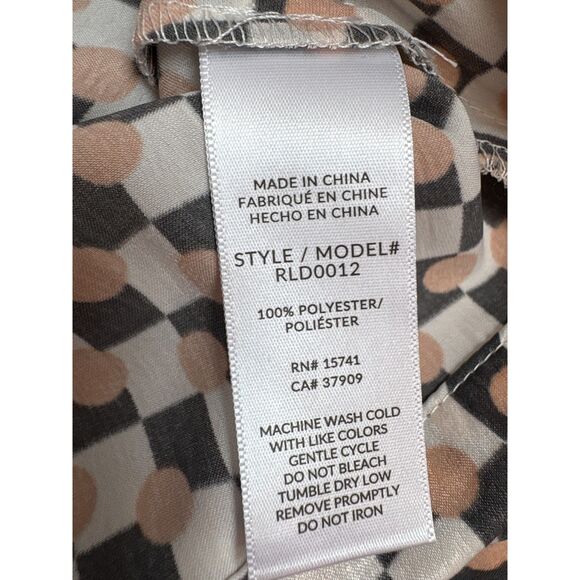 MADE IN CHINA
FABRIQUÉ EN CHINE
HECHO EN CHINA
STYLE / MODEL#
RLD0012
100% POLYESTER/
POLIÉSTER
RN# 15741
CA# 37909
MACHINE WASH COLD
WITH LIKE COLORS
GENTLE CYCLE
DO NOT BLEACH
TUMBLE DRY LOW
REMOVE PROMPTLY
DO NOT IRON